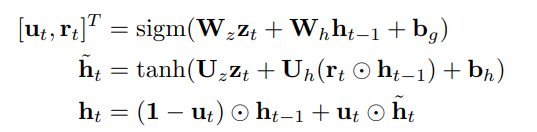 [u_t, r_t]^T = sigm(W_z z_t + W_h h_{t−1} + b_g)
h̃_t = tanh(U_z z_t + U_h(r_t ⊙ h_{t−1}) + b_h)
h_t = (1 − u_t) ⊙ h_{t−1} + u_t ⊙ h̃_t